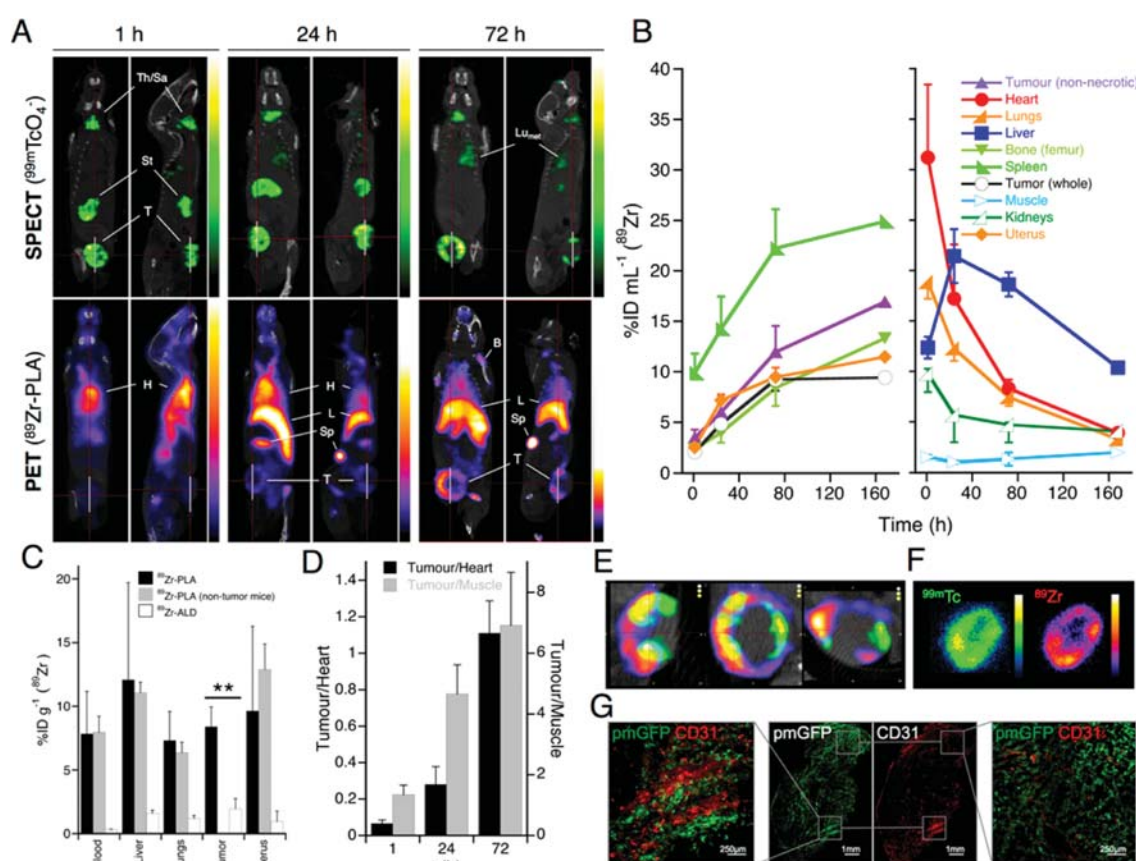 A
1 h 24 h 72 h
SPECT (99mTcO4-)
Th/Sa
St
T
Lumet
PET (89Zr-PLA)
H
H
L
Sp
T
B
L
T
B
%ID mL-1 (89Zr)
40
35
30
25
20
15
10
5
0
Tumour (non-necrotic)
Heart
Lungs
Liver
Bone (femur)
Spleen
Tumor (whole)
Muscle
Kidneys
Uterus
0 40 80 120 160 0 40 80 120 160
Time (h)
C
%ID g-1 (89Zr)
20
15
10
5
0
89Zr-PLA
89Zr-PLA (non-tumor mice)
89Zr-ALD
**
D
Tumour/Heart
Tumour/Muscle
Tumour/Heart
1.4
1.2
1
0.8
0.6
0.4
0.2
0
8
6
4
2
0
Tumour/Muscle
1 24 72
E
F
99mTc 89Zr
G
pmGFP CD31
250μm
pmGFP
1mm
CD31
1mm
pmGFP CD31
250μm